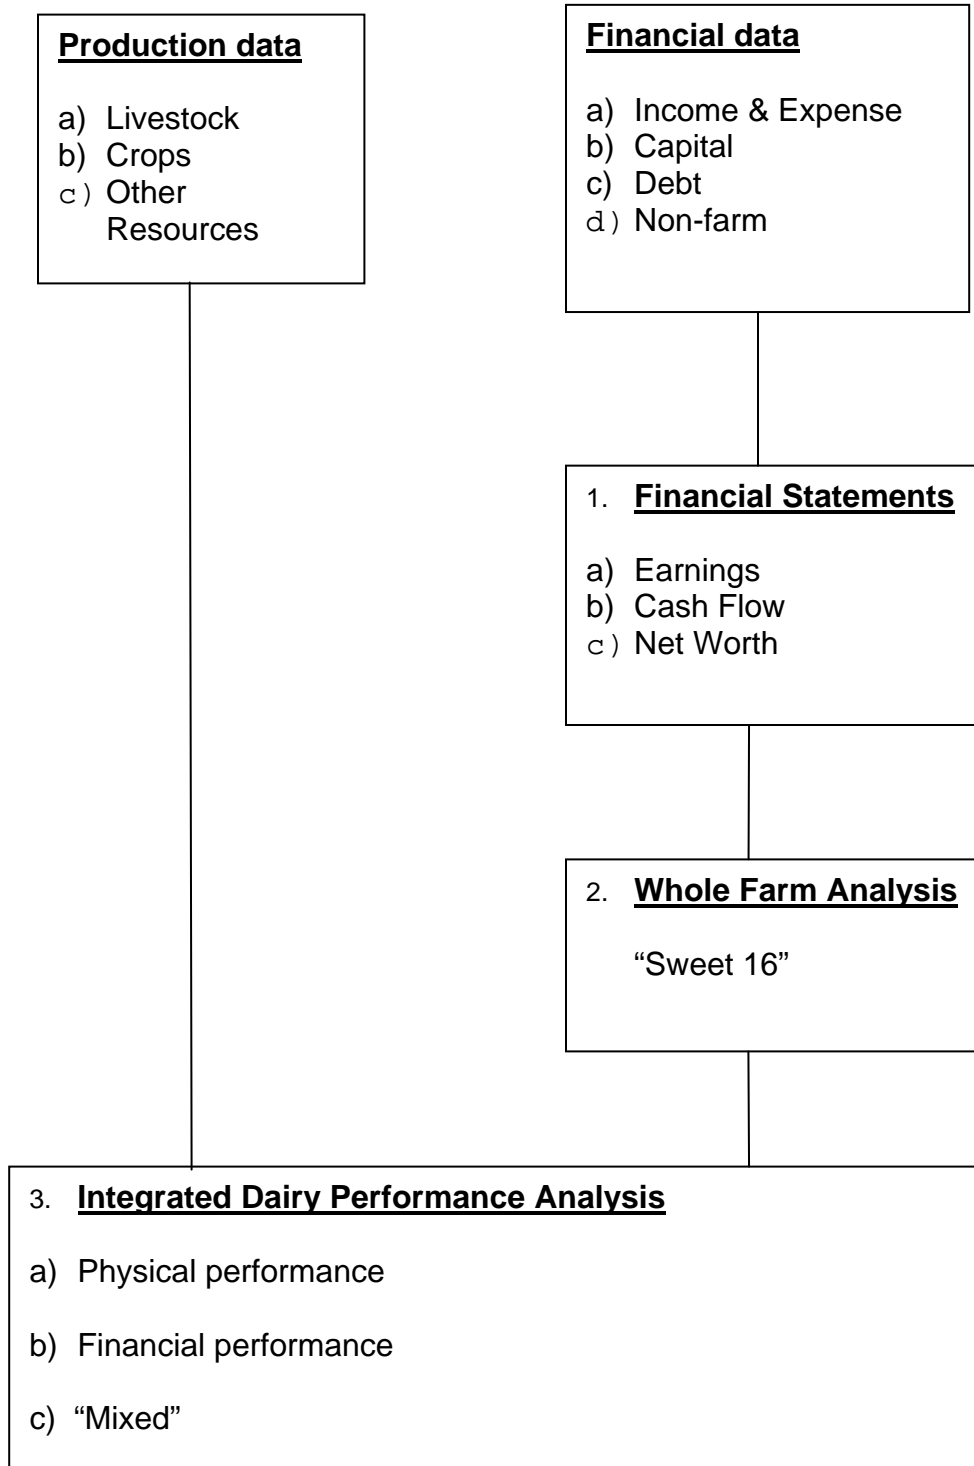 Production data
a) Livestock
b) Crops
c) Other
Resources
Financial data
a) Income & Expense
b) Capital
c) Debt
d) Non-farm
1. Financial Statements
a) Earnings
b) Cash Flow
c) Net Worth
2. Whole Farm Analysis
“Sweet 16”
3. Integrated Dairy Performance Analysis
a) Physical performance
b) Financial performance
c) “Mixed”